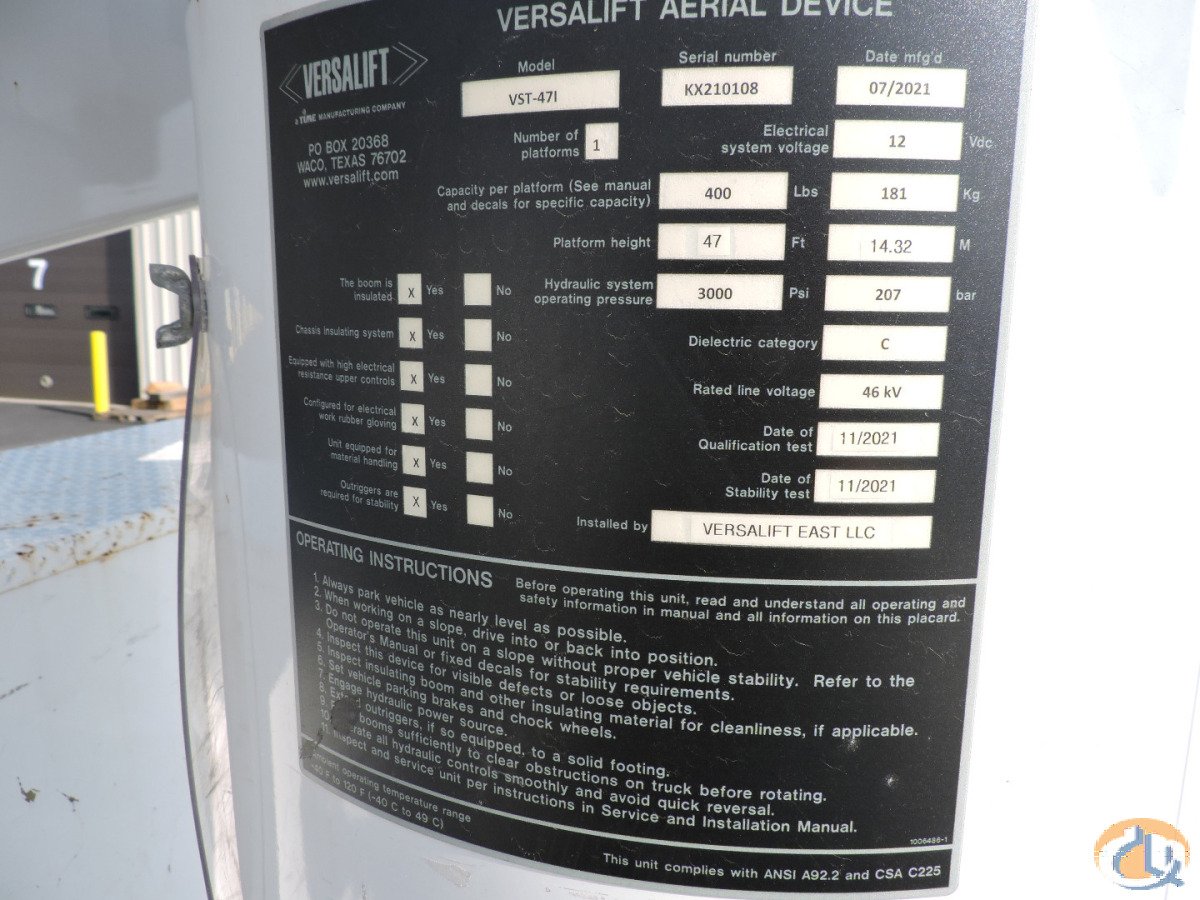 VERSALIFT AERIAL DEVICE
VERSALIFT
a TIME MANUFACTURING COMPANY
PO BOX 20368
WACO, TEXAS 76702
www.versalift.com
Model
VST-47I
Serial number
KX210108
Date mfg'd
07/2021
Number of
platforms
1
Electrical
system voltage
12
Vdc
Capacity per platform (See manual
and decals for specific capacity)
400
Lbs
181
Kg
Platform height
47
Ft
14.32
M
Hydraulic system
operating pressure
3000
Psi
207
bar
Dielectric category
C
Rated line voltage
46 kV
Date of
Qualification test
11/2021
Date of
Stability test
11/2021
Installed by
VERSALIFT EAST LLC
The boom is
insulated
X Yes No
Chassis insulating system
X Yes No
Equipped with high electrical
resistance upper controls
X Yes No
Configured for electrical
work rubber gloving
X Yes No
Unit equipped for
material handling
X Yes No
Outriggers are
required for stability
X Yes No
OPERATING INSTRUCTIONS
Before operating this unit, read and understand all operating and
safety information in manual and all information on this placard.
1. Always park vehicle as nearly level as possible.
2. When working on a slope, drive into or back into position.
3. Do not operate this unit on a slope without proper vehicle stability. Refer to the
Operator's Manual or fixed decals for stability requirements.
4. Inspect this device for visible defects or loose objects.
5. Inspect insulating boom and other insulating material for cleanliness, if applicable.
6. Set vehicle parking brakes and chock wheels.
7. Engage hydraulic power source.
8. Extend outriggers, if so equipped, to a solid footing.
9. booms sufficiently to clear obstructions on truck before rotating.
10. all hydraulic controls smoothly and avoid quick reversal.
11. Inspect and service unit per instructions in Service and Installation Manual.
Ambient operating temperature range
-40 F to 120 F (-40 C to 49 C)
1006486-1
This unit complies with ANSI A92.2 and CSA C225
7